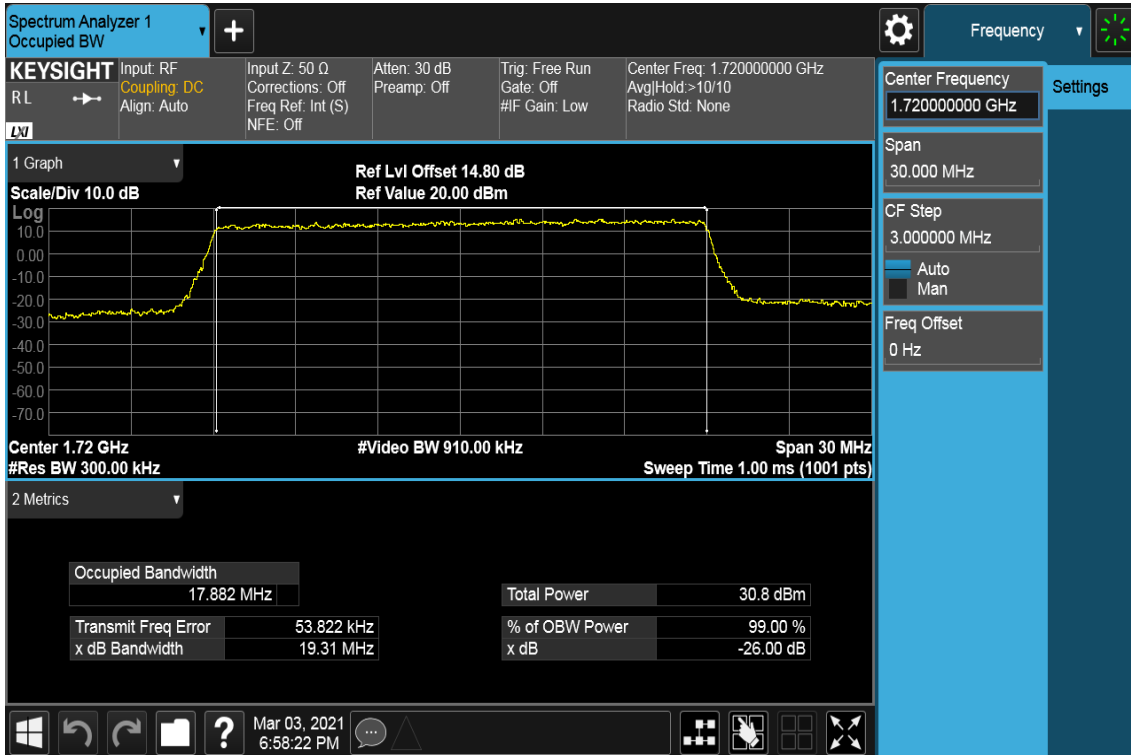 Spectrum Analyzer 1
Occupied BW
+
Frequency
KEYSIGHT
R L
LXI
Input: RF
Coupling: DC
Align: Auto
Input Z: 50 Ω
Corrections: Off
Freq Ref: Int (S)
NFE: Off
Atten: 30 dB
Preamp: Off
Trig: Free Run
Gate: Off
#IF Gain: Low
Center Freq: 1.720000000 GHz
Avg|Hold:>10/10
Radio Std: None
Center Frequency
1.720000000 GHz
Settings
Span
30.000 MHz
CF Step
3.000000 MHz
Auto
Man
Freq Offset
0 Hz
1 Graph
Ref Lvl Offset 14.80 dB
Scale/Div 10.0 dB
Ref Value 20.00 dBm
Log
10.0
0.00
-10.0
-20.0
-30.0
-40.0
-50.0
-60.0
-70.0
Center 1.72 GHz
#Video BW 910.00 kHz
Span 30 MHz
#Res BW 300.00 kHz
Sweep Time 1.00 ms (1001 pts)
2 Metrics
Occupied Bandwidth
17.882 MHz
Total Power 30.8 dBm
Transmit Freq Error 53.822 kHz
% of OBW Power 99.00 %
x dB Bandwidth 19.31 MHz
x dB -26.00 dB
?
Mar 03, 2021
6:58:22 PM